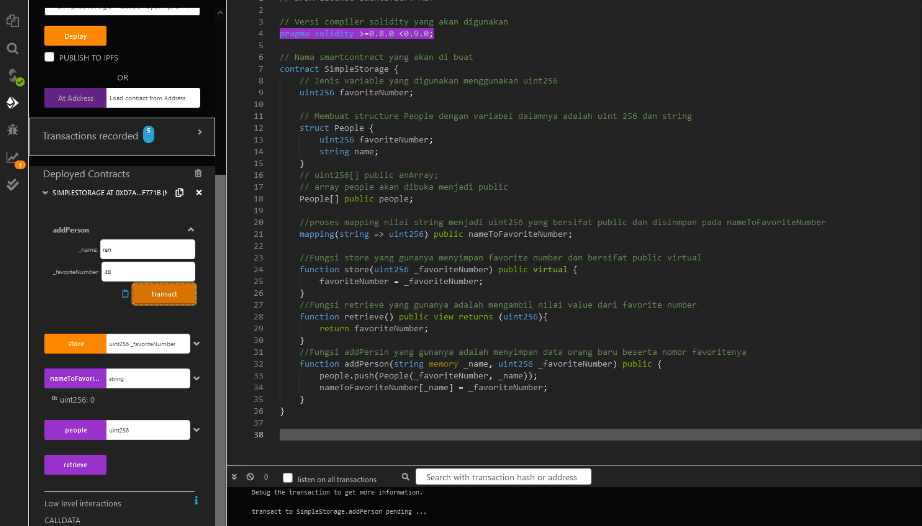 Deploy
PUBLISH TO IPFS
OR
At Address
Load contract from Address
Transactions recorded 5
Deployed Contracts
SIMPLESTORAGE AT 0XD7A...F771B (
addPerson
_name: ren
_favoriteNumber: 48
transact
store
uint256 _favoriteNumber
nameToFavori...
string
0: uint256: 0
people
uint256
retrieve
Low level interactions
CALLDATA
2
3 // Versi compiler solidity yang akan digunakan
4 pragma solidity >=0.8.0 <0.9.0;
5
6 // Nama smartcontract yang akan di buat
7 contract SimpleStorage {
8 // Jenis variable yang digunakan menggunakan uint256
9 uint256 favoriteNumber;
10
11 // Membuat structure People dengan variabel dalamnya adalah uint 256 dan string
12 struct People {
13 uint256 favoriteNumber;
14 string name;
15 }
16 // uint256[] public anArray;
17 // array people akan dibuka menjadi public
18 People[] public people;
19
20 //proses mapping nilai string menjadi uint256 yang bersifat public dan disimmpan pada nameToFavoriteNumber
21 mapping(string => uint256) public nameToFavoriteNumber;
22
23 //Fungsi store yang gunanya menyimpan favorite number dan bersifat public virtual
24 function store(uint256 _favoriteNumber) public virtual {
25 favoriteNumber = _favoriteNumber;
26 }
27 //Fungsi retrieve yang gunanya adalah mengambil nilai value dari favorite number
28 function retrieve() public view returns (uint256){
29 return favoriteNumber;
30 }
31 //Fungsi addPersin yang gunanya adalah menyimpan data orang baru beserta nomor favoritenya
32 function addPerson(string memory _name, uint256 _favoriteNumber) public {
33 people.push(People(_favoriteNumber, _name));
34 nameToFavoriteNumber[_name] = _favoriteNumber;
35 }
36 }
37
38
0 listen on all transactions
Search with transaction hash or address
Debug the transaction to get more information.
transact to SimpleStorage.addPerson pending ...